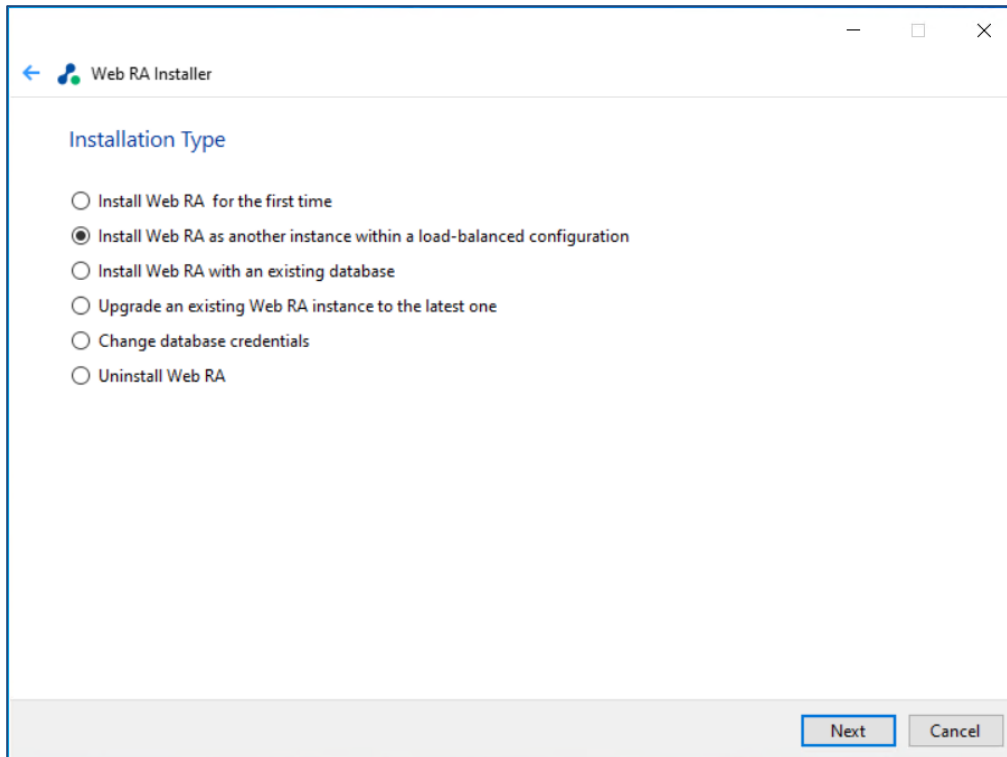 Web RA Installer
Installation Type
Install Web RA  for the first time
Install Web RA as another instance within a load-balanced configuration
Install Web RA with an existing database
Upgrade an existing Web RA instance to the latest one
Change database credentials
Uninstall Web RA
Next Cancel